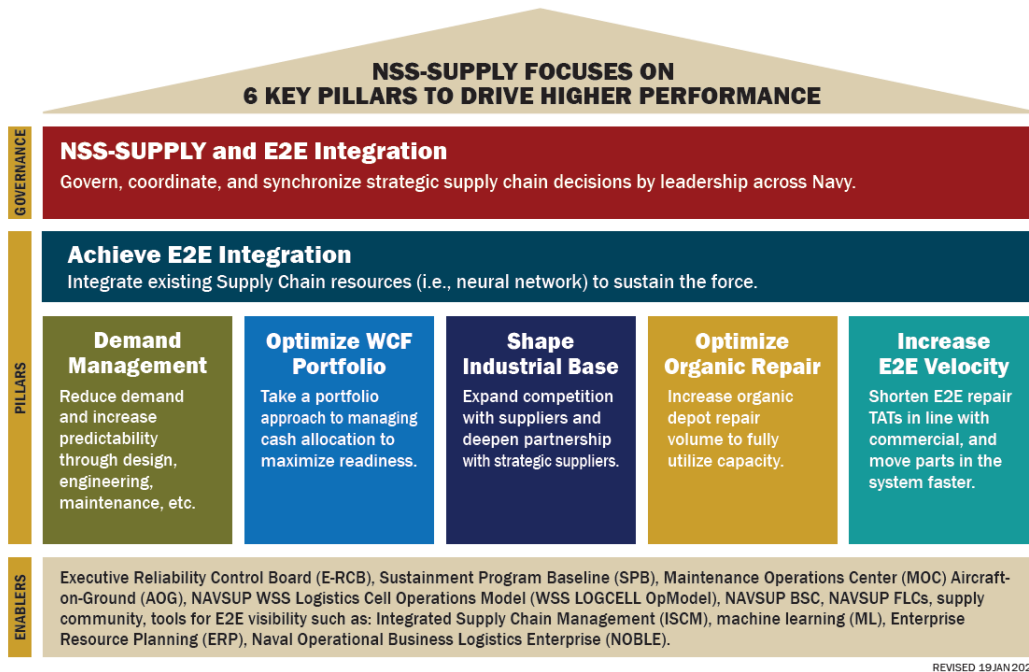 NSS-SUPPLY FOCUSES ON
6 KEY PILLARS TO DRIVE HIGHER PERFORMANCE
GOVERNANCE
NSS-SUPPLY and E2E Integration
Govern, coordinate, and synchronize strategic supply chain decisions by leadership across Navy.
PILLARS
Achieve E2E Integration
Integrate existing Supply Chain resources (i.e., neural network) to sustain the force.
Demand
Management
Reduce demand
and increase
predictability
through design,
engineering,
maintenance, etc.
Optimize WCF
Portfolio
Take a portfolio
approach to managing
cash allocation to
maximize readiness.
Shape
Industrial Base
Expand competition
with suppliers and
deepen partnership
with strategic suppliers.
Optimize
Organic Repair
Increase organic
depot repair
volume to fully
utilize capacity.
Increase
E2E Velocity
Shorten E2E repair
TATs in line with
commercial, and
move parts in the
system faster.
ENABLERS
Executive Reliability Control Board (E-RCB), Sustainment Program Baseline (SPB), Maintenance Operations Center (MOC) Aircraft-
on-Ground (AOG), NAVSUP WSS Logistics Cell Operations Model (WSS LOGCELL OpModel), NAVSUP BSC, NAVSUP FLCs, supply
community, tools for E2E visibility such as: Integrated Supply Chain Management (ISCM), machine learning (ML), Enterprise
Resource Planning (ERP), Naval Operational Business Logistics Enterprise (NOBLE).
REVISED 19JAN202